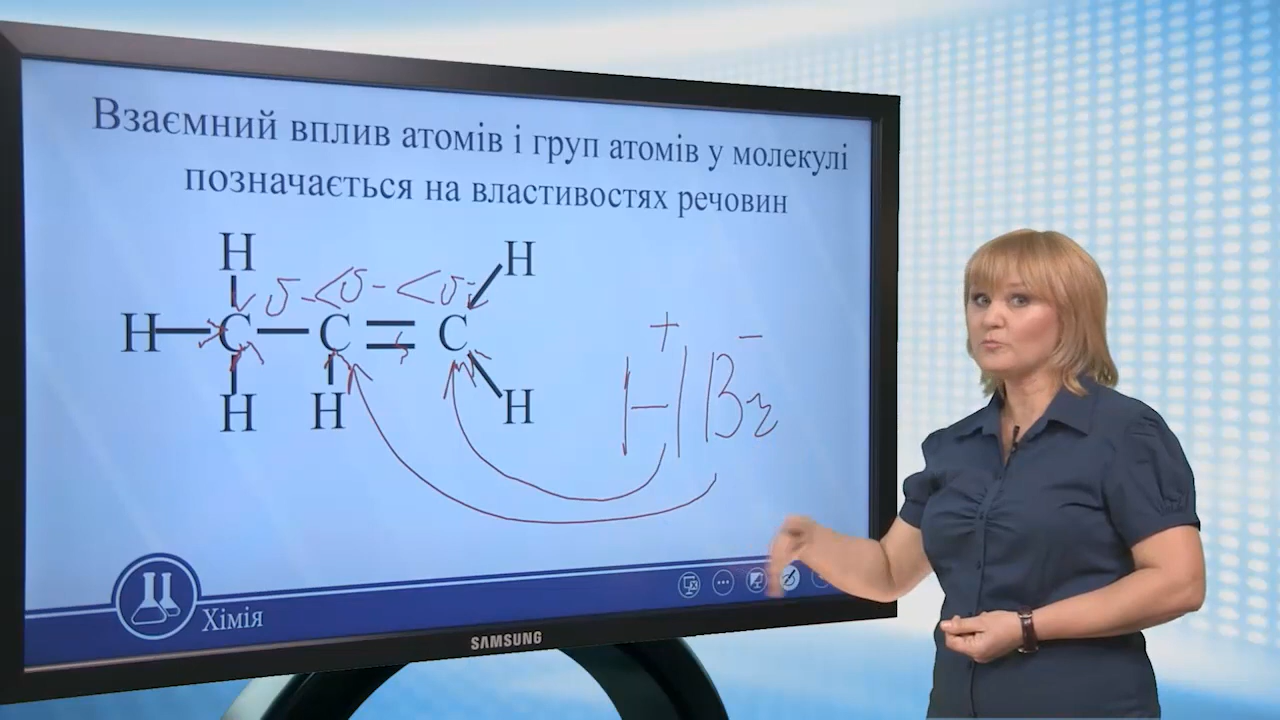 Взаємний вплив атомів і груп атомів у молекулі
позначається на властивостях речовин
H H
δ- < δ- < δ-
H C C C
+ -
H Br
H H H
Хімія
SAMSUNG